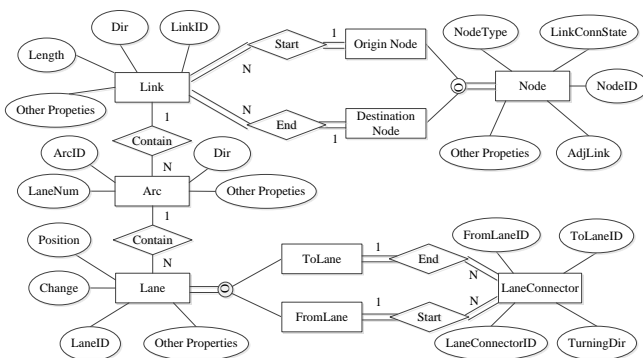 Dir
LinkID
Start
1
Origin Node
NodeType
LinkConnState
Length
N
Link
Node
NodeID
Other Propeties
N
End
1
Destination
Node
1
Contain
Other Propeties
AdjLink
ArcID
N
Dir
LaneNum
Arc
Other Propeties
1
Contain
Position
N
ToLane
1
End
FromLaneID
ToLaneID
N
Change
Lane
O
LaneConnector
N
FromLane
1
Start
LaneID
Other Properties
LaneConnectorID
TurningDir
O